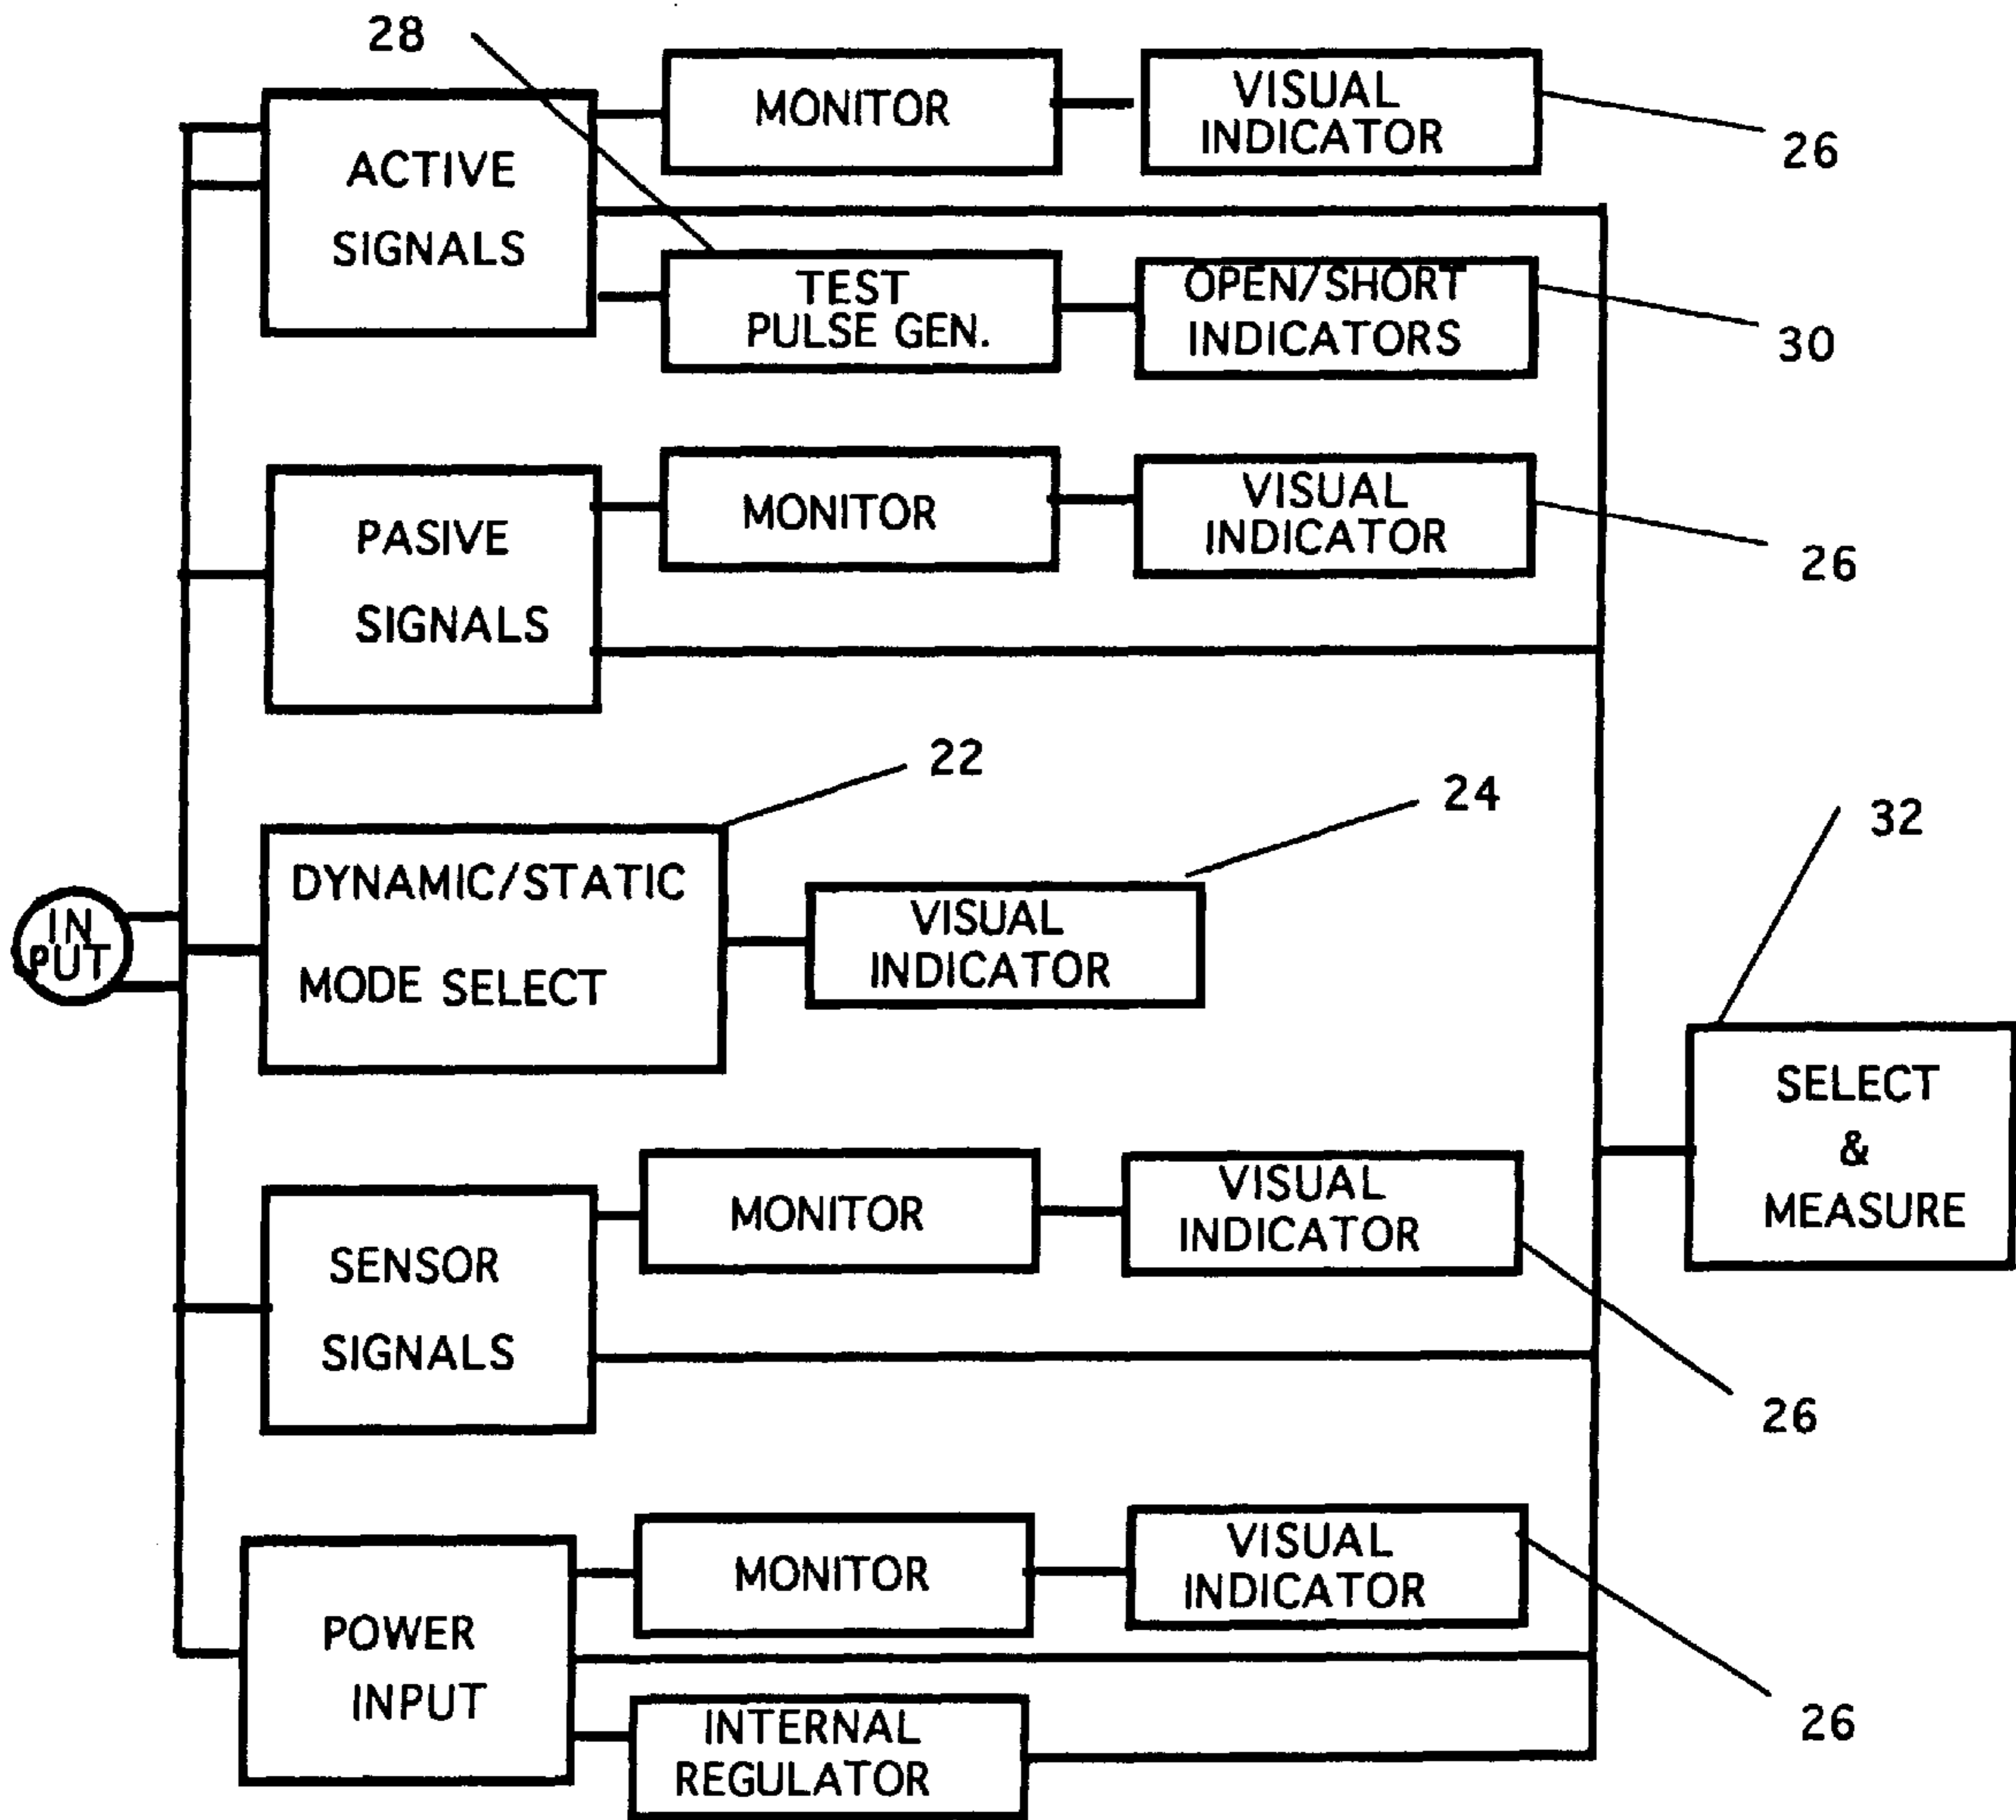 28
MONITOR
VISUAL
INDICATOR
26
ACTIVE
SIGNALS
TEST
PULSE GEN.
OPEN/SHORT
INDICATORS
30
PASIVE
SIGNALS
MONITOR
VISUAL
INDICATOR
26
22
24
32
DYNAMIC/STATIC
MODE SELECT
VISUAL
INDICATOR
IN
PUT
SELECT
&
MEASURE
SENSOR
SIGNALS
MONITOR
VISUAL
INDICATOR
26
POWER
INPUT
MONITOR
VISUAL
INDICATOR
26
INTERNAL
REGULATOR